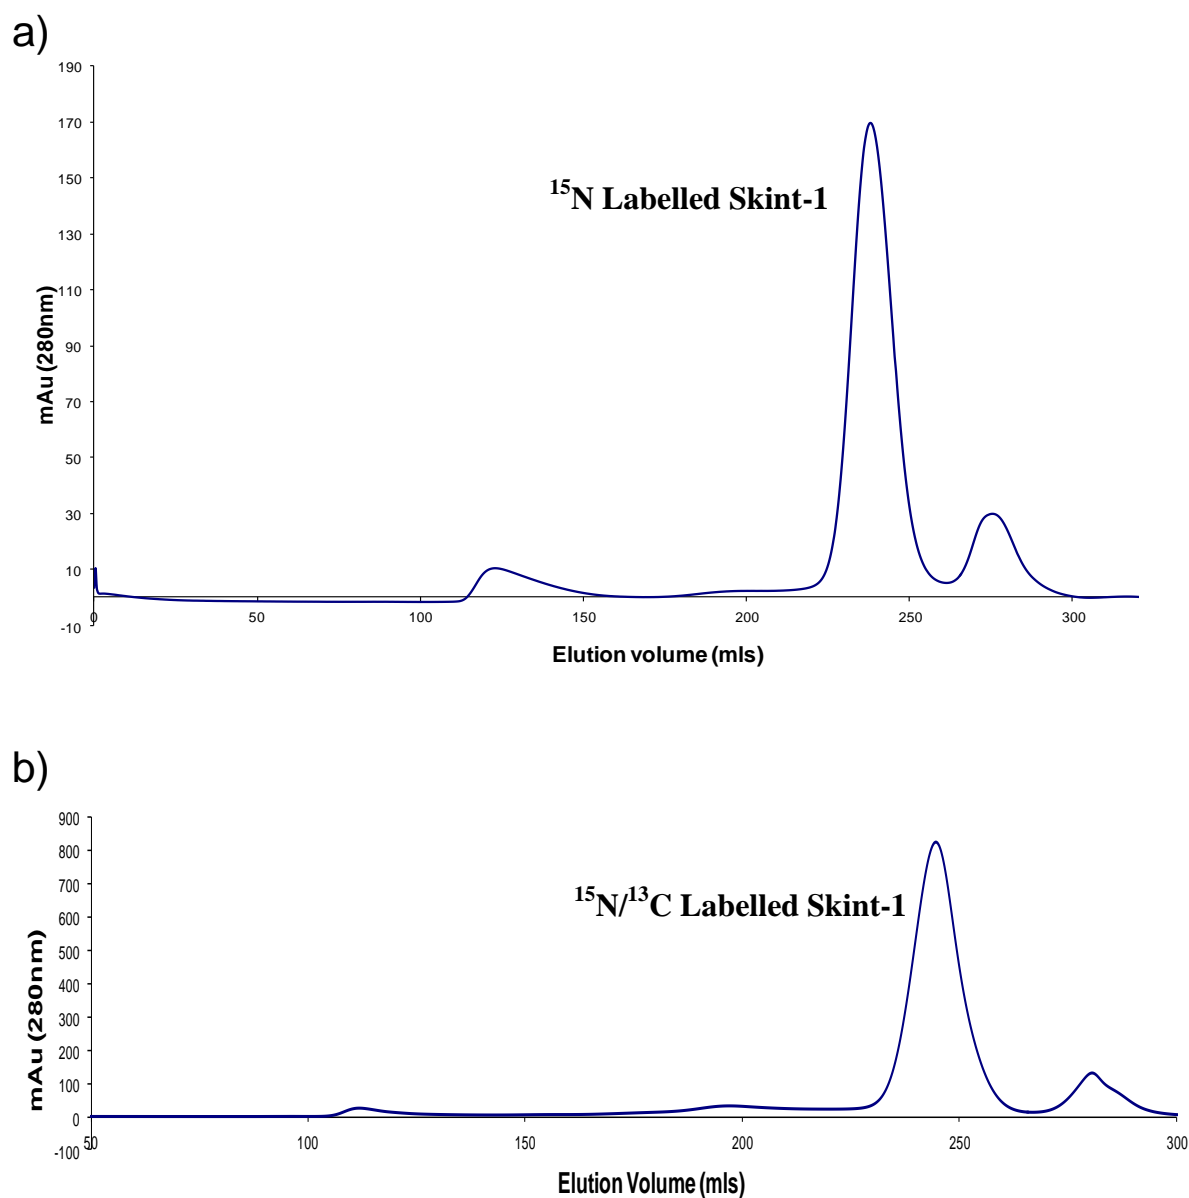 a)
190
170
150
130
110
90
70
50
30
10
-10
mAu (280nm)
¹⁵N Labelled Skint-1
0 50 100 150 200 250 300
Elution volume (mls)
b)
900
800
700
600
500
400
300
200
100
0
-100
mAu (280nm)
¹⁵N/¹³C Labelled Skint-1
50 100 150 200 250 300
Elution Volume (mls)